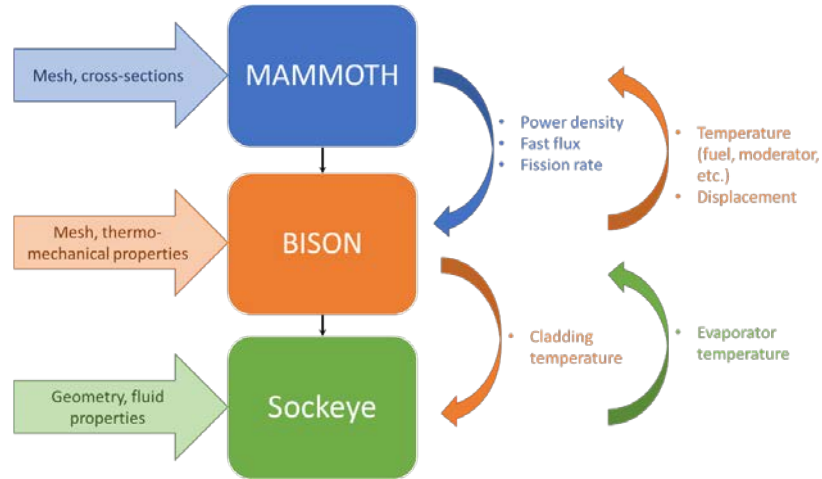 Mesh, cross-sections
MAMMOTH
• Power density
• Fast flux
• Fission rate
• Temperature
(fuel, moderator,
etc.)
• Displacement
Mesh, thermo-
mechanical properties
BISON
• Cladding
temperature
• Evaporator
temperature
Geometry, fluid
properties
Sockeye